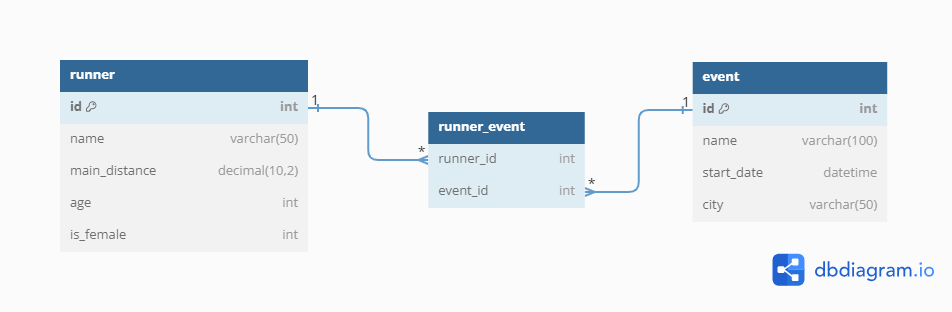 runner
id int
name varchar(50)
main_distance decimal(10,2)
age int
is_female int
1
*
runner_event
runner_id int
event_id int
*
1
event
id int
name varchar(100)
start_date datetime
city varchar(50)
dbdiagram.io